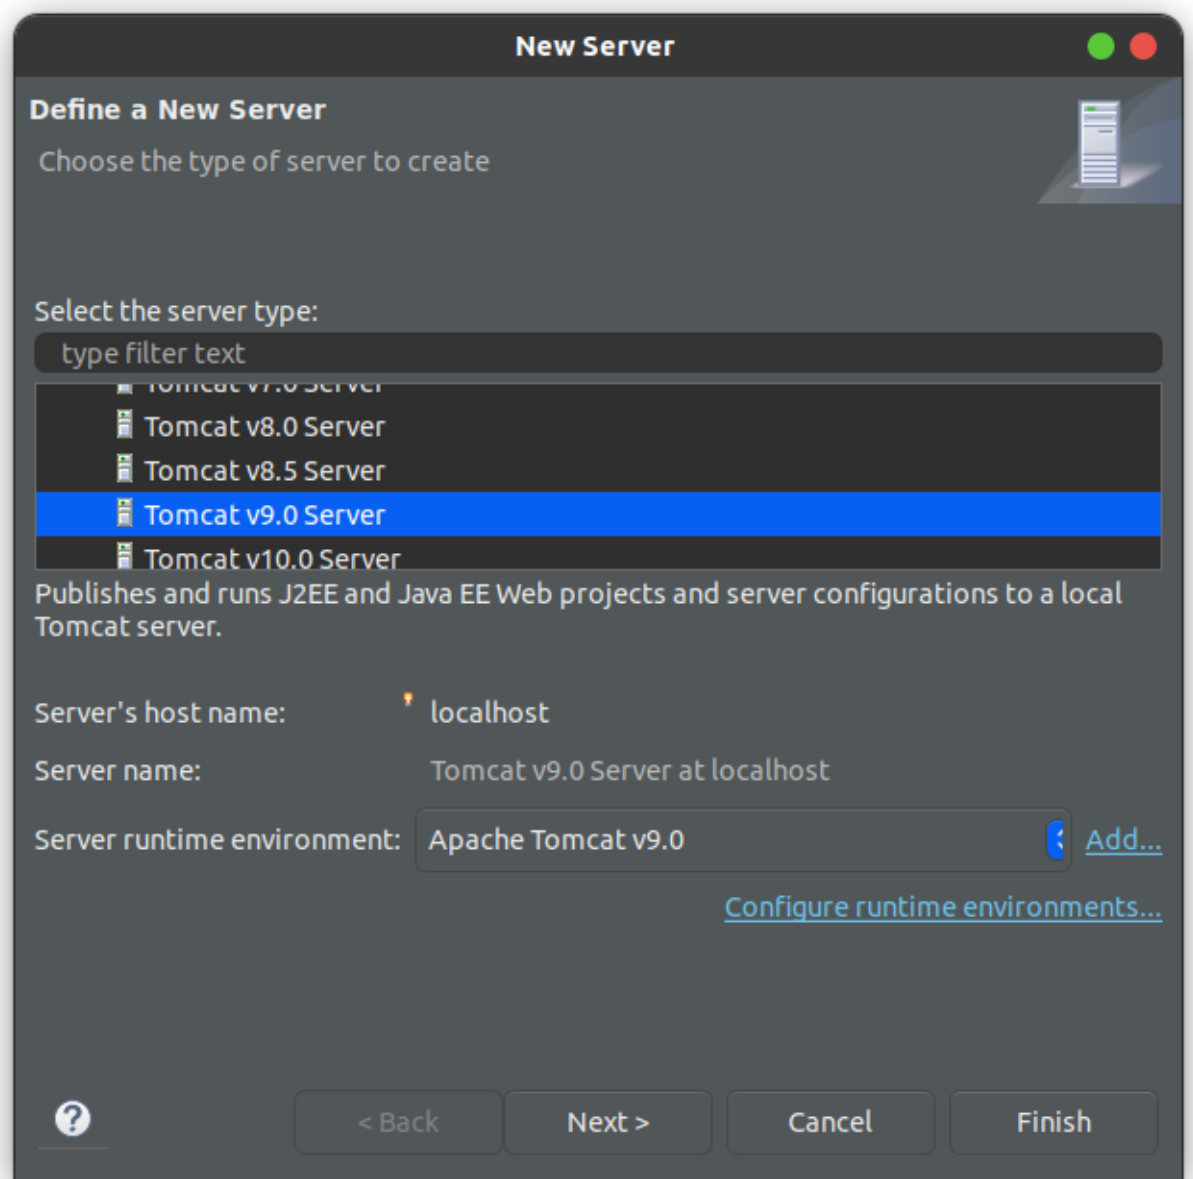 New Server
Define a New Server
Choose the type of server to create
Select the server type:
type filter text
Tomcat v7.0 Server
Tomcat v8.0 Server
Tomcat v8.5 Server
Tomcat v9.0 Server
Tomcat v10.0 Server
Publishes and runs J2EE and Java EE Web projects and server configurations to a local
Tomcat server.
Server's host name: localhost
Server name: Tomcat v9.0 Server at localhost
Server runtime environment: Apache Tomcat v9.0 Add...
Configure runtime environments...
? < Back Next > Cancel Finish